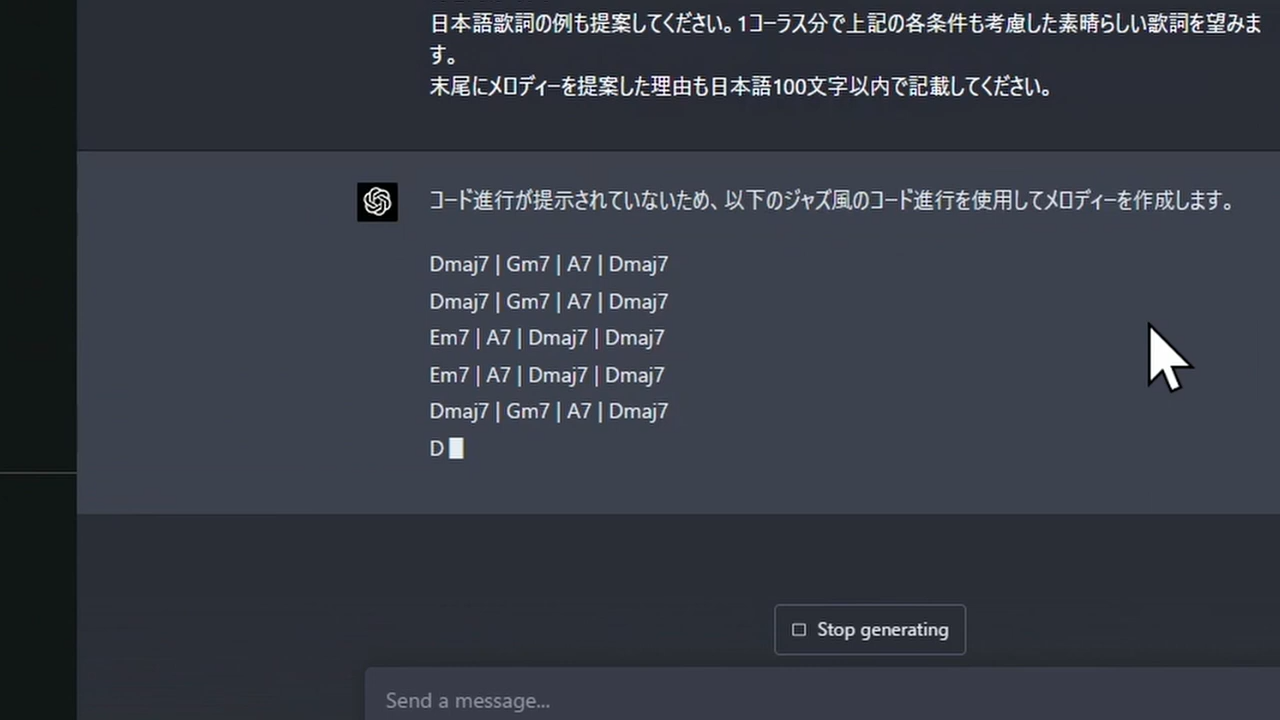 日本語歌詞の例も提案してください。1コーラス分で上記の各条件も考慮した素晴らしい歌詞を望みま
す。
末尾にメロディーを提案した理由も日本語100文字以内で記載してください。
コード進行が提示されていないため、以下のジャズ風のコード進行を使用してメロディーを作成します。
Dmaj7 | Gm7 | A7 | Dmaj7
Dmaj7 | Gm7 | A7 | Dmaj7
Em7 | A7 | Dmaj7 | Dmaj7
Em7 | A7 | Dmaj7 | Dmaj7
Dmaj7 | Gm7 | A7 | Dmaj7
D
Stop generating
Send a message...